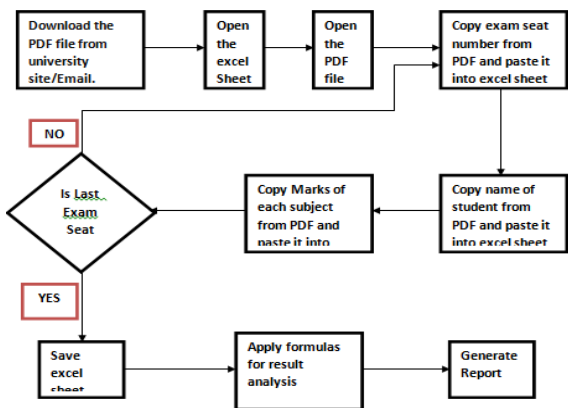 Download the
PDF file from
university
site/Email.
Open
the
excel
Sheet
Open
the
PDF
file
Copy exam seat
number from
PDF and paste it
into excel sheet
NO
Is Last
Exam
Seat
Copy Marks of
each subject
from PDF and
paste it into
Copy name of
student from
PDF and paste it
into excel sheet
YES
Save
excel
sheet
Apply formulas
for result
analysis
Generate
Report